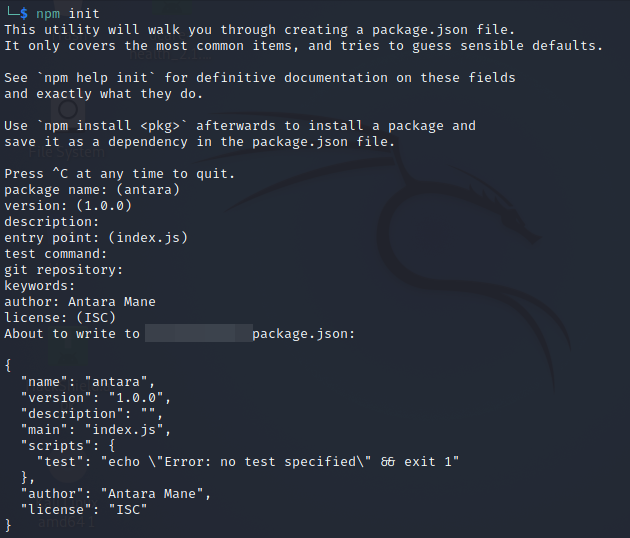 └─$ npm init
This utility will walk you through creating a package.json file.
It only covers the most common items, and tries to guess sensible defaults.
See `npm help init` for definitive documentation on these fields
and exactly what they do.
Use `npm install <pkg>` afterwards to install a package and
save it as a dependency in the package.json file.
Press ^C at any time to quit.
package name: (antara)
version: (1.0.0)
description:
entry point: (index.js)
test command:
git repository:
keywords:
author: Antara Mane
license: (ISC)
About to write to package.json:
{
  "name": "antara",
  "version": "1.0.0",
  "description": "",
  "main": "index.js",
  "scripts": {
    "test": "echo \"Error: no test specified\" && exit 1"
  },
  "author": "Antara Mane",
  "license": "ISC"
}